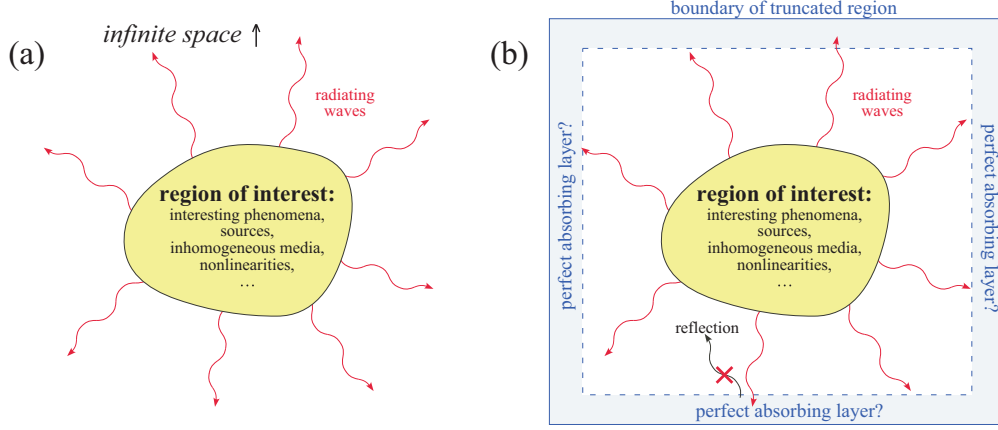 (a)
infinite space ↑
radiating
waves
region of interest:
interesting phenomena,
sources,
inhomogeneous media,
nonlinearities,
...
(b)
boundary of truncated region
perfect absorbing layer?
radiating
waves
region of interest:
interesting phenomena,
sources,
inhomogeneous media,
nonlinearities,
...
perfect absorbing layer?
reflection
perfect absorbing layer?